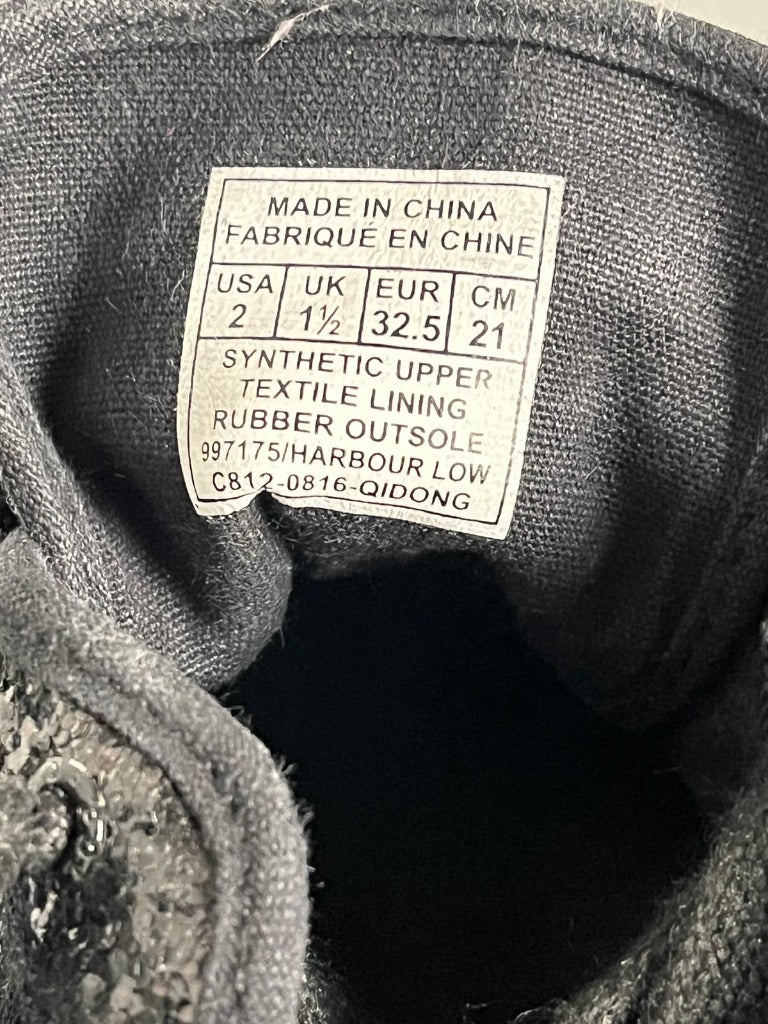 MADE IN CHINA
FABRIQUÉ EN CHINE
USA UK EUR CM
2 1½ 32.5 21
SYNTHETIC UPPER
TEXTILE LINING
RUBBER OUTSOLE
997175/HARBOUR LOW
C812-0816-QIDONG